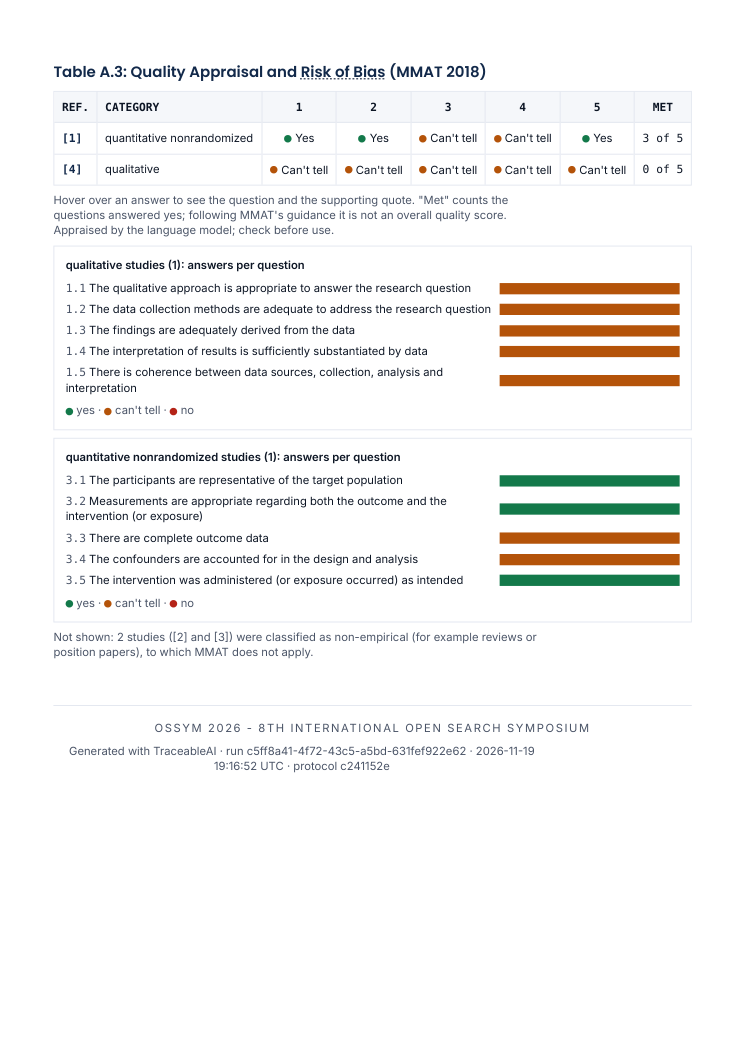 Table A.3: Quality Appraisal and Risk of Bias (MMAT 2018)
REF. CATEGORY 1 2 3 4 5 MET
[1] quantitative nonrandomized Yes Yes Can't tell Can't tell Yes 3 of 5
[4] qualitative Can't tell Can't tell Can't tell Can't tell Can't tell 0 of 5
Hover over an answer to see the question and the supporting quote. "Met" counts the
questions answered yes; following MMAT's guidance it is not an overall quality score.
Appraised by the language model; check before use.
qualitative studies (1): answers per question
1.1 The qualitative approach is appropriate to answer the research question
1.2 The data collection methods are adequate to address the research question
1.3 The findings are adequately derived from the data
1.4 The interpretation of results is sufficiently substantiated by data
1.5 There is coherence between data sources, collection, analysis and
interpretation
yes · can't tell · no
quantitative nonrandomized studies (1): answers per question
3.1 The participants are representative of the target population
3.2 Measurements are appropriate regarding both the outcome and the
intervention (or exposure)
3.3 There are complete outcome data
3.4 The confounders are accounted for in the design and analysis
3.5 The intervention was administered (or exposure occurred) as intended
yes · can't tell · no
Not shown: 2 studies ([2] and [3]) were classified as non-empirical (for example reviews or
position papers), to which MMAT does not apply.
OSSYM 2026 - 8TH INTERNATIONAL OPEN SEARCH SYMPOSIUM
Generated with TraceableAI · run c5ff8a41-4f72-43c5-a5bd-631fef922e62 · 2026-11-19
19:16:52 UTC · protocol c241152e